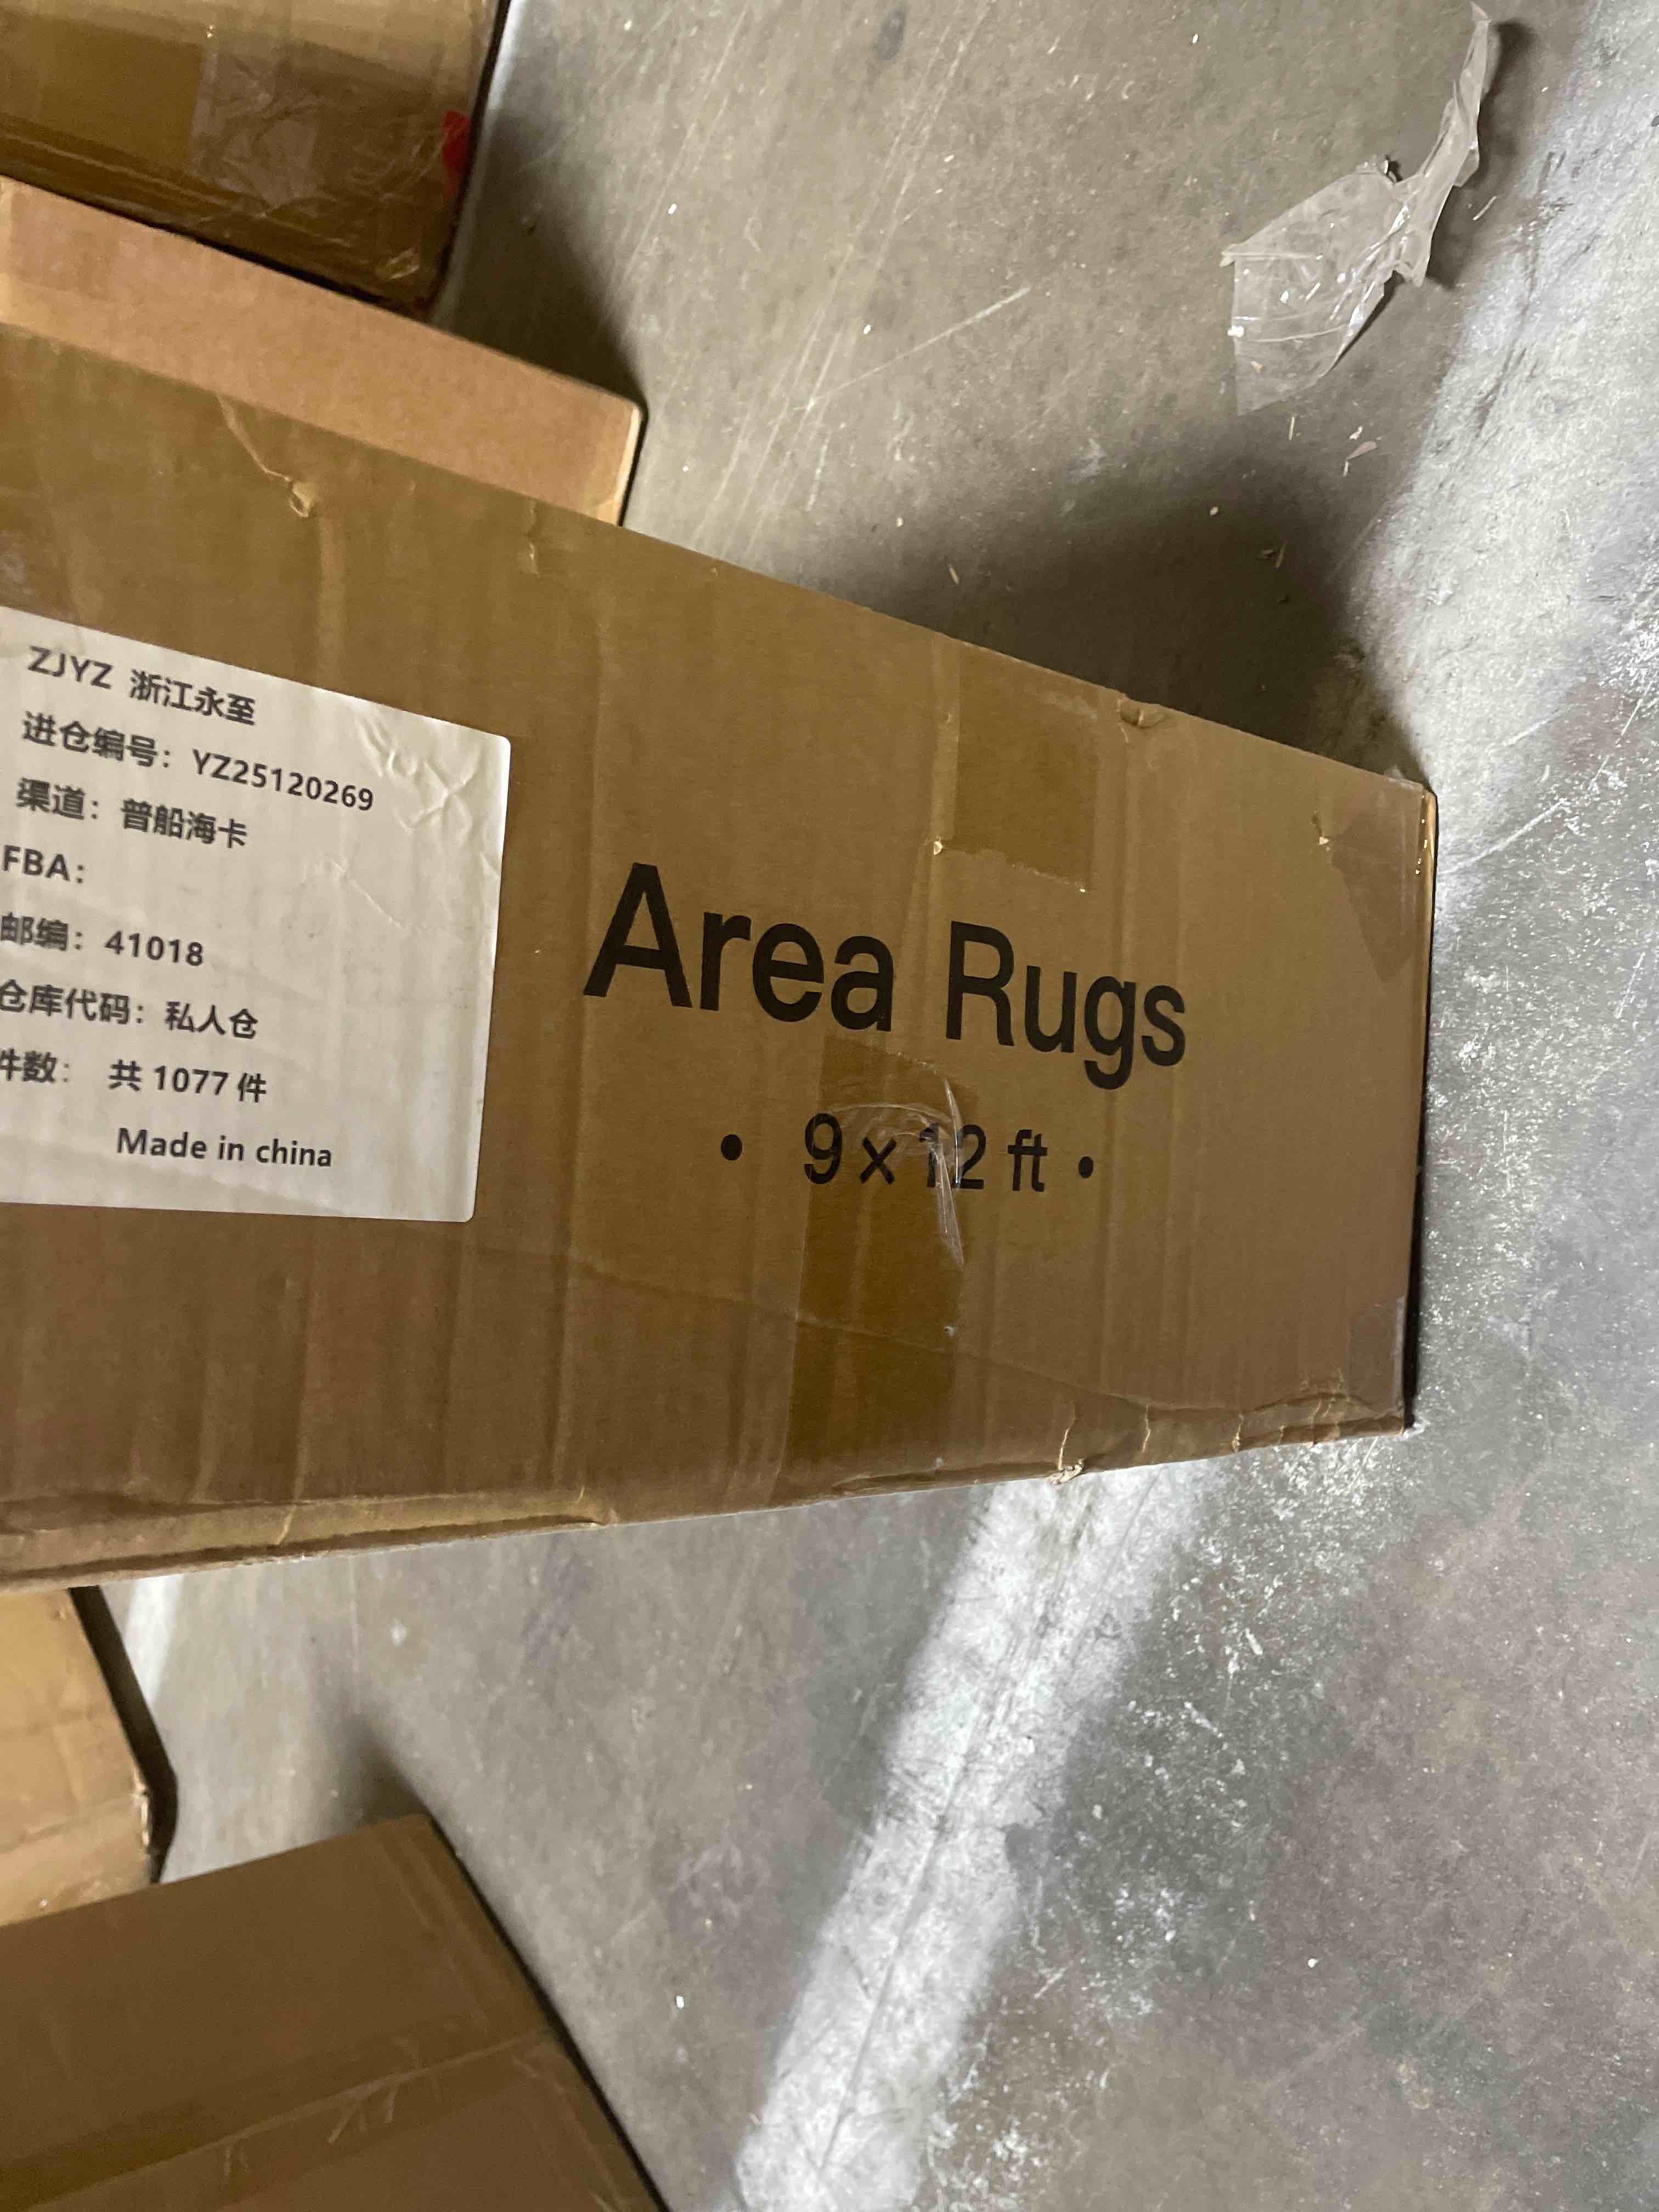 ZJYZ 浙江永至
进仓编号：YZ25120269
渠道：普船海卡
FBA：
邮编：41018
仓库代码：私人仓
件数： 共 1077 件
Made in china
Area Rugs
• 9 x 12 ft •